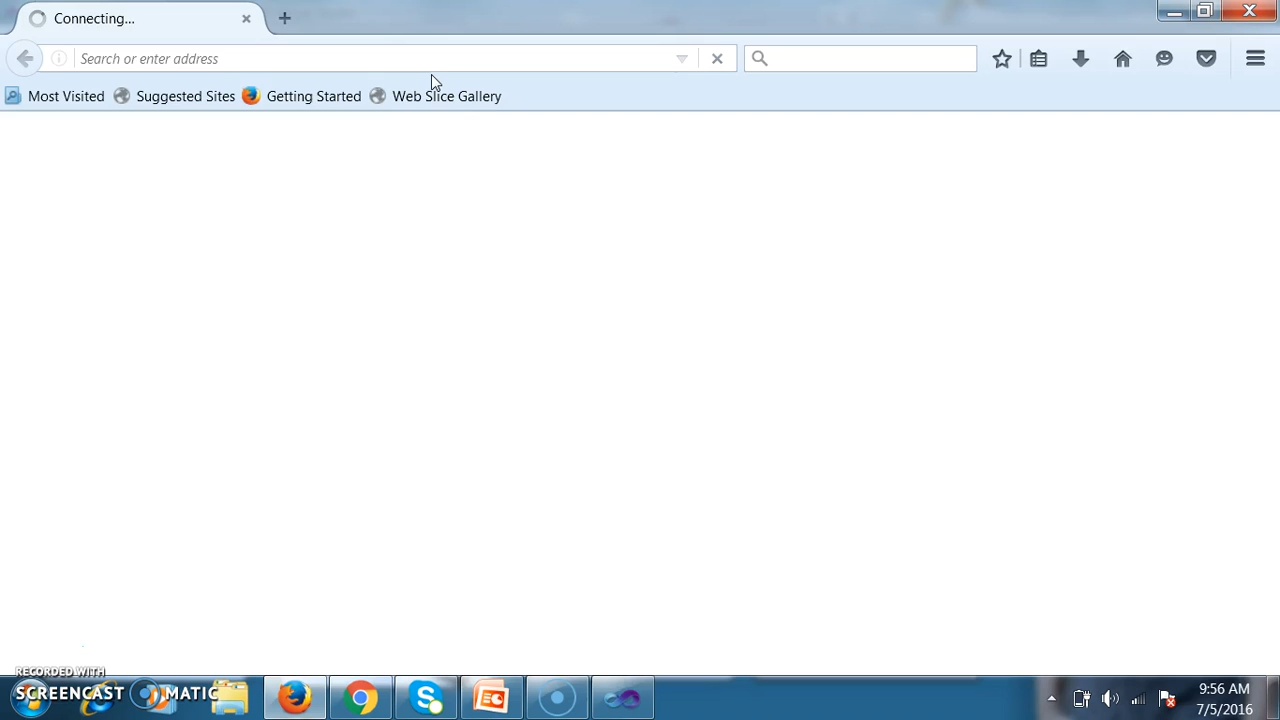 Connecting...
Search or enter address
Most Visited Suggested Sites Getting Started Web Slice Gallery
RECORDED WITH
SCREENCAST MATIC
9:56 AM
7/5/2016